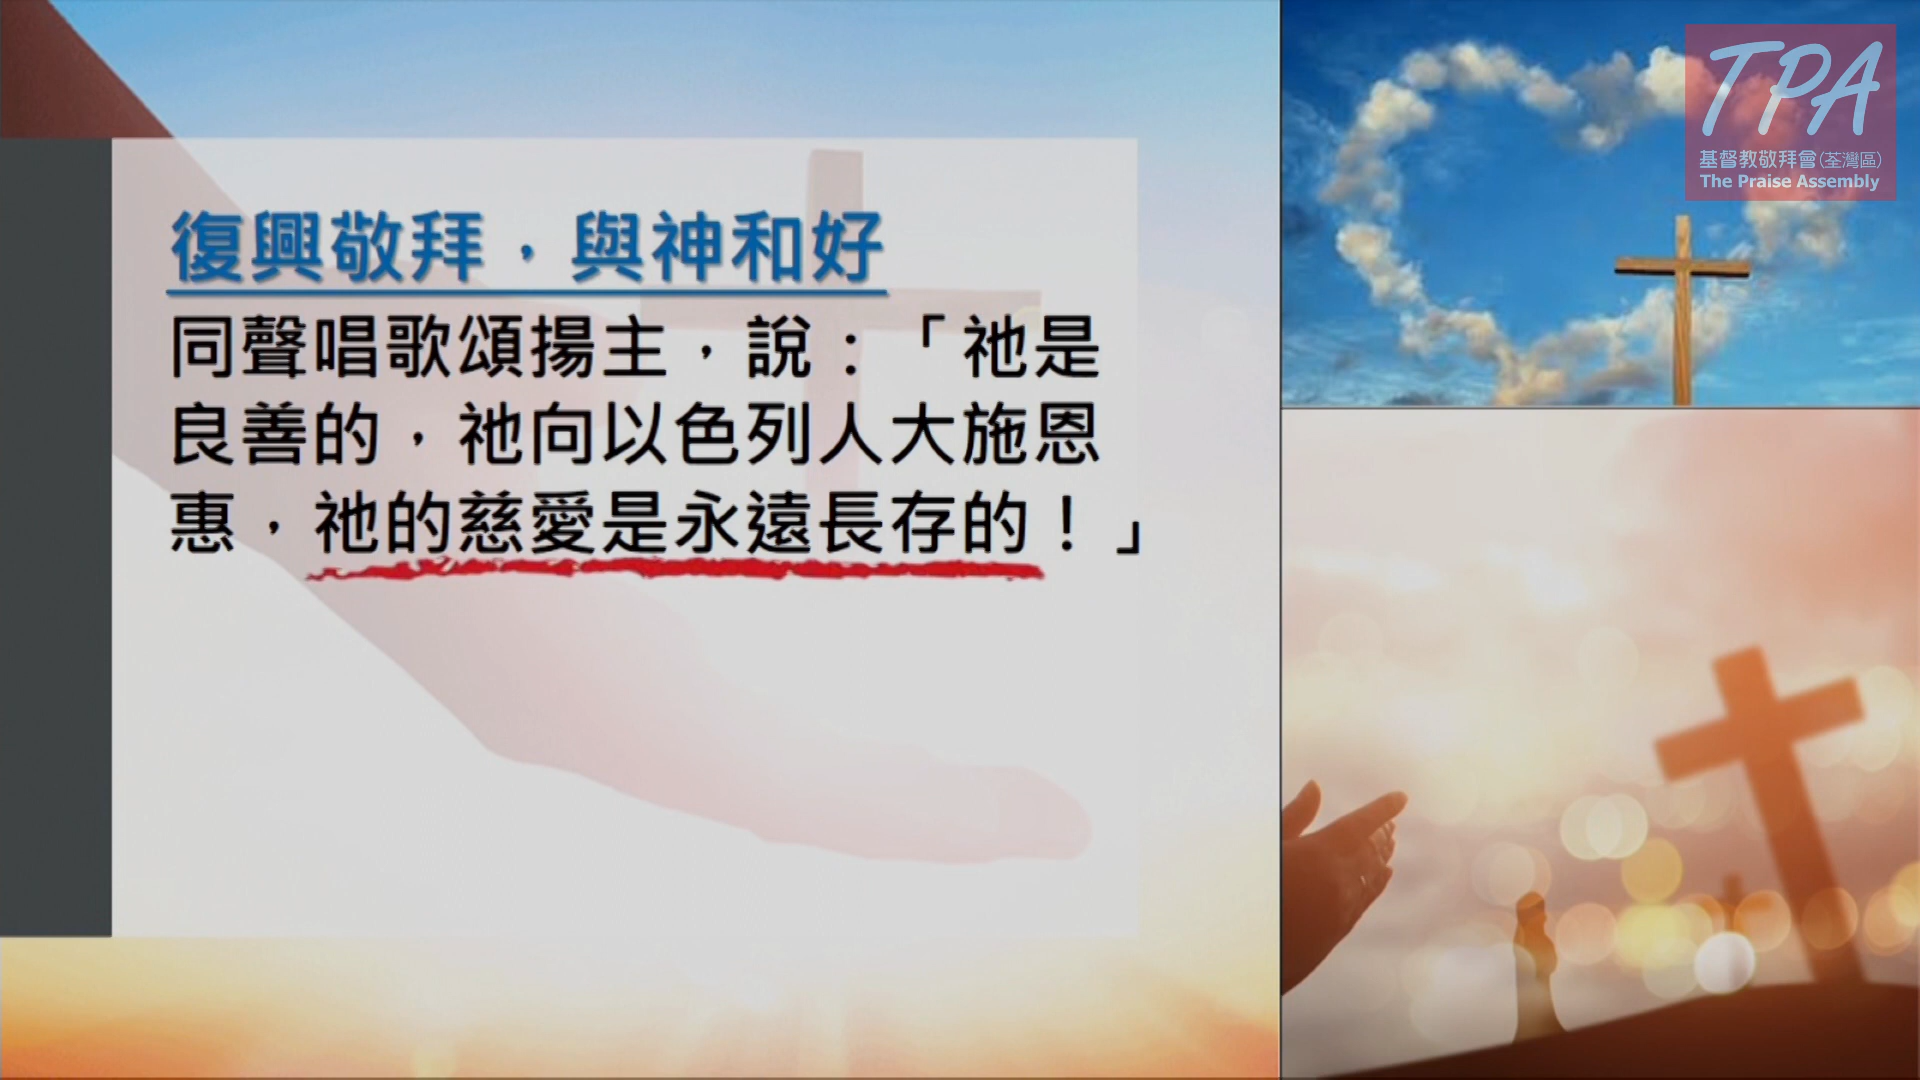 復興敬拜，與神和好
同聲唱歌頌揚主，說：「祂是
良善的，祂向以色列人大施恩
惠，祂的慈愛是永遠長存的！」
TPA
基督教敬拜會(荃灣區)
The Praise Assembly